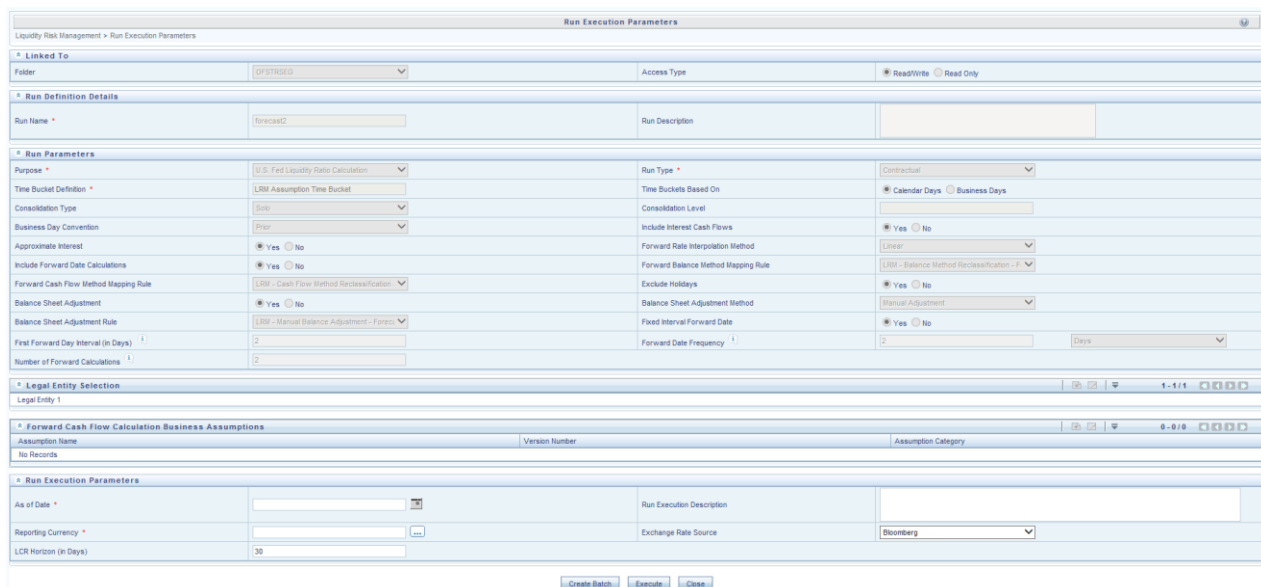 Run Execution Parameters
Liquidity Risk Management > Run Execution Parameters
Linked To
Folder DFSTRSEG Access Type Read/Write Read Only
Run Definition Details
Run Name * forecast2 Run Description
Run Parameters
Purpose * U.S. Fed Liquidity Ratio Calculation Run Type * Contractual
Time Bucket Definition * LRM Assumption Time Bucket Time Buckets Based On Calendar Days Business Days
Consolidation Type Solo Consolidation Level
Business Day Convention Prior Include Interest Cash Flows Yes No
Approximate Interest Yes No Forward Rate Interpolation Method Linear
Include Forward Date Calculations Yes No Forward Balance Method Mapping Rule LRM - Balance Method Reclassification - F
Forward Cash Flow Method Mapping Rule LRM - Cash Flow Method Reclassification Exclude Holidays Yes No
Balance Sheet Adjustment Yes No Balance Sheet Adjustment Method Manual Adjustment
Balance Sheet Adjustment Rule LRM - Manual Balance Adjustment - Forec Fixed Interval Forward Date Yes No
First Forward Day Interval (in Days) i 2 Forward Date Frequency i 2 Days
Number of Forward Calculations i 2
Legal Entity Selection 1 - 1 / 1
Legal Entity 1
Forward Cash Flow Calculation Business Assumptions 0 - 0 / 0
Assumption Name Version Number Assumption Category
No Records
Run Execution Parameters
As of Date * Run Execution Description
Reporting Currency * ... Exchange Rate Source Bloomberg
LCR Horizon (in Days) 30
Create Batch Execute Close